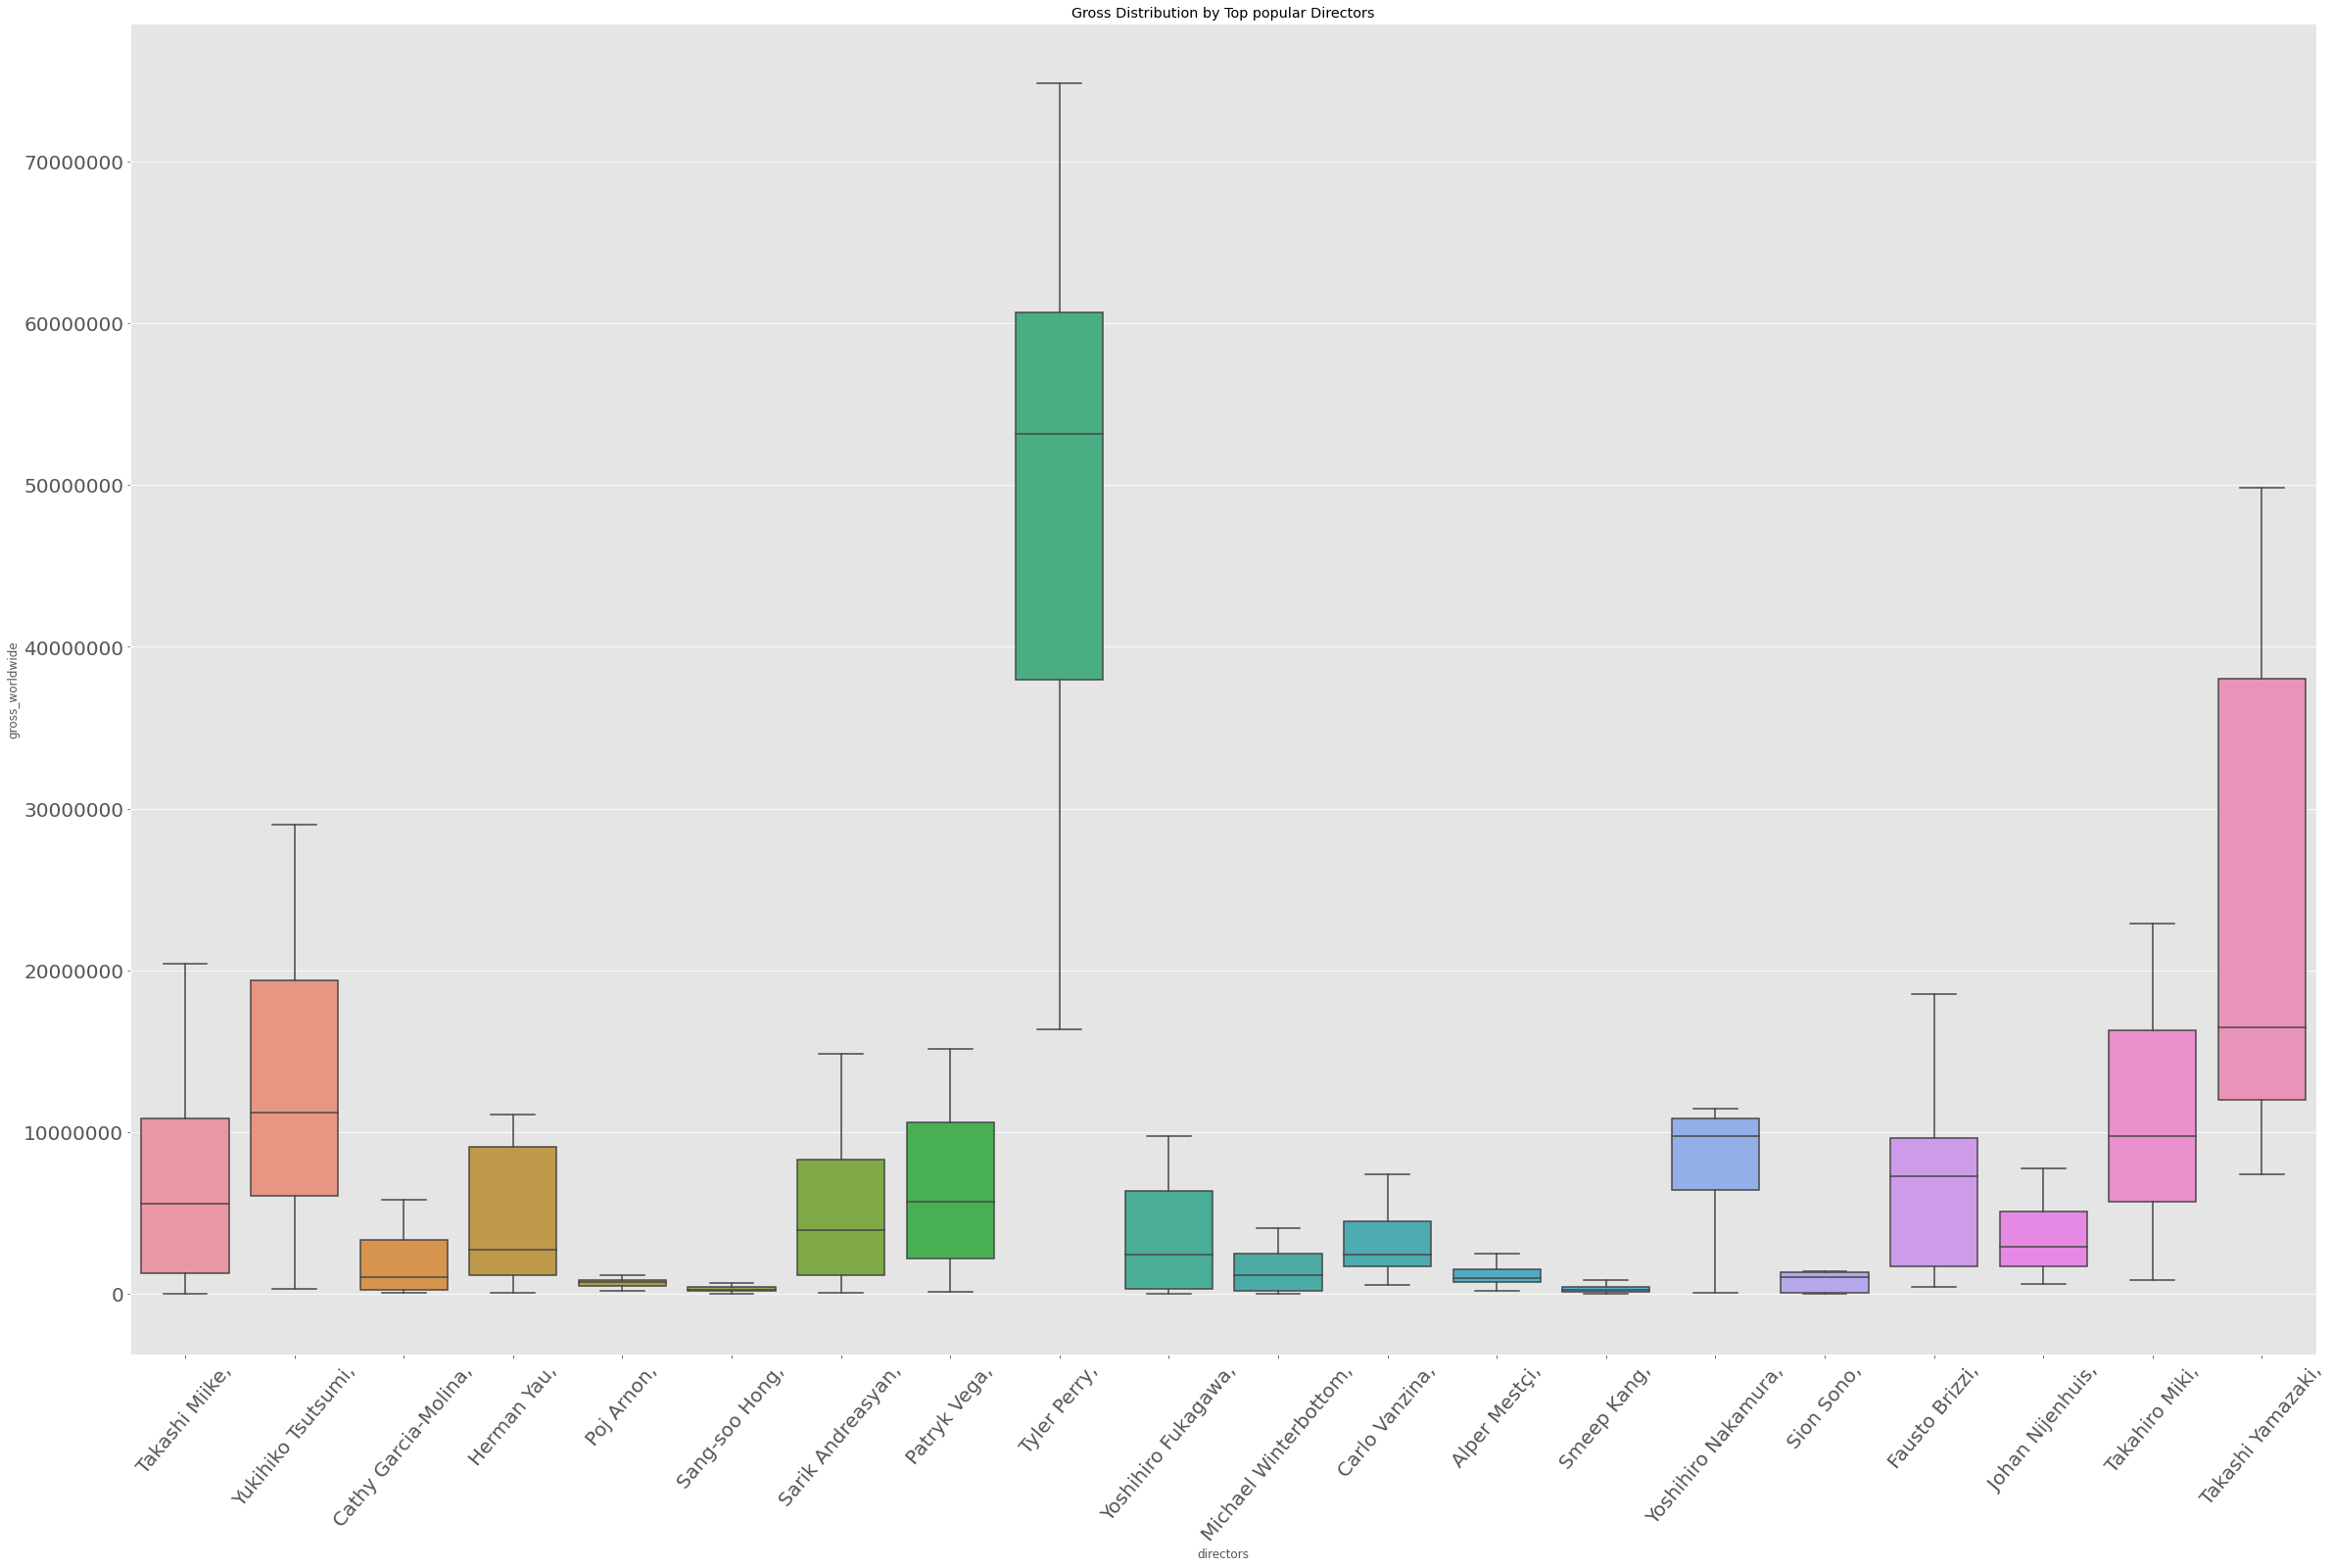 Gross Distribution by Top popular Directors
gross_worldwide
70000000
60000000
50000000
40000000
30000000
20000000
10000000
0
Takashi Miike,
Yukihiko Tsutsumi,
Cathy Garcia-Molina,
Herman Yau,
Poj Arnon,
Sang-soo Hong,
Sarik Andreasyan,
Patryk Vega,
Tyler Perry,
Yoshihiro Fukagawa,
Michael Winterbottom,
Carlo Vanzina,
Alper Mestçi,
Smeep Kang,
Yoshihiro Nakamura,
Sion Sono,
Fausto Brizzi,
Johan Nijenhuis,
Takahiro Miki,
Takashi Yamazaki,
directors